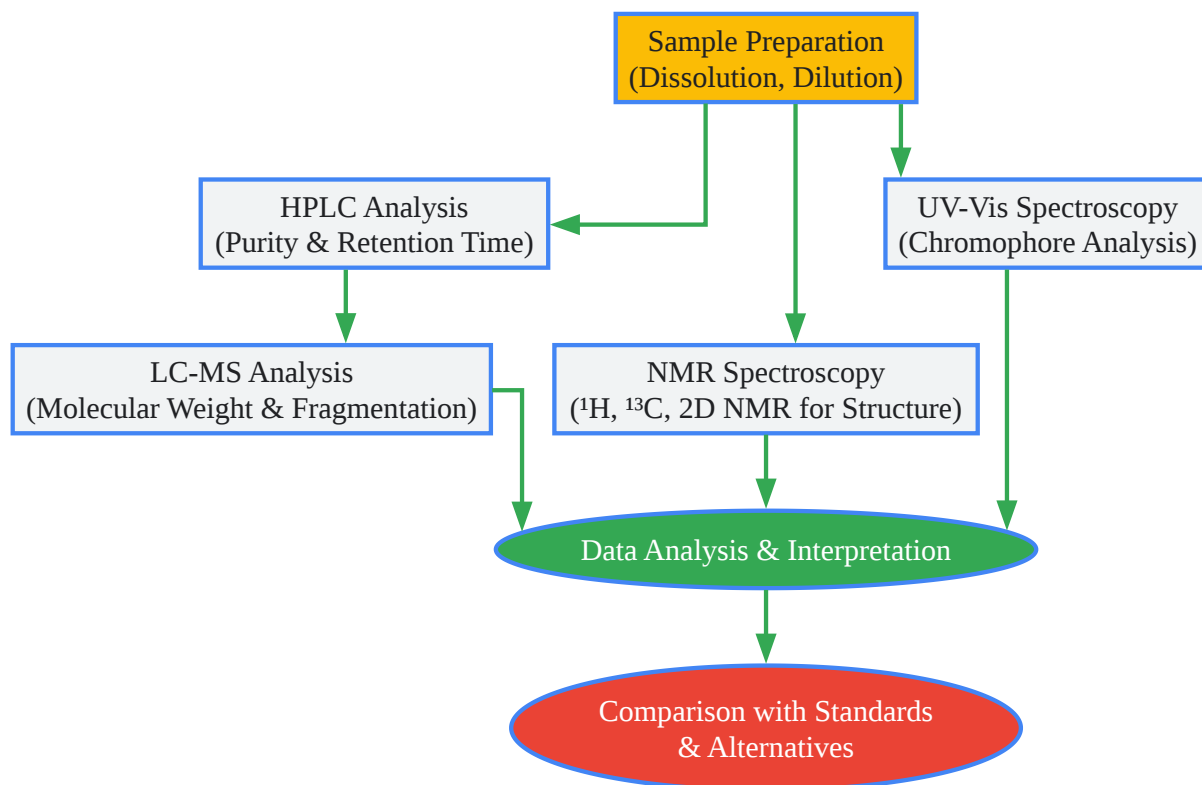 Sample Preparation
(Dissolution, Dilution)
HPLC Analysis
(Purity & Retention Time)
UV-Vis Spectroscopy
(Chromophore Analysis)
LC-MS Analysis
(Molecular Weight & Fragmentation)
NMR Spectroscopy
(¹H, ¹³C, 2D NMR for Structure)
Data Analysis & Interpretation
Comparison with Standards
& Alternatives